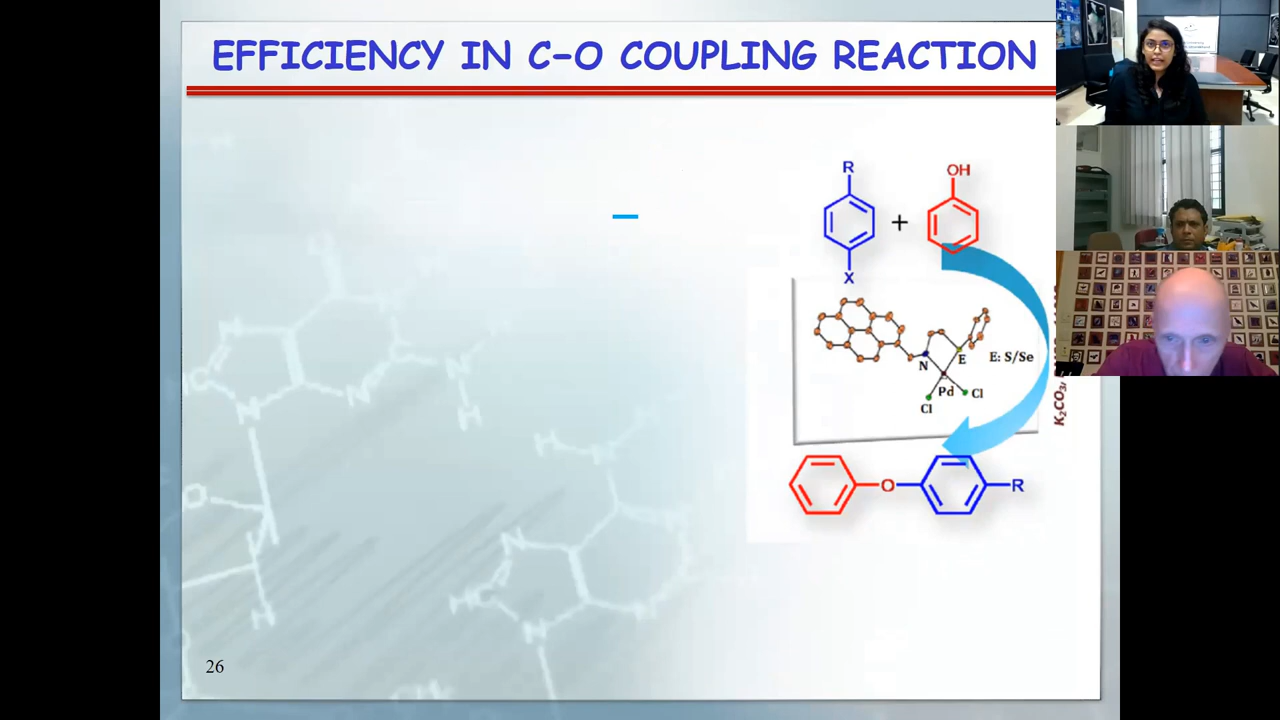 EFFICIENCY IN C–O COUPLING REACTION
R
OH
+
X
N
E
E: S/Se
Pd
Cl
Cl
K₂CO₃
O
R
26